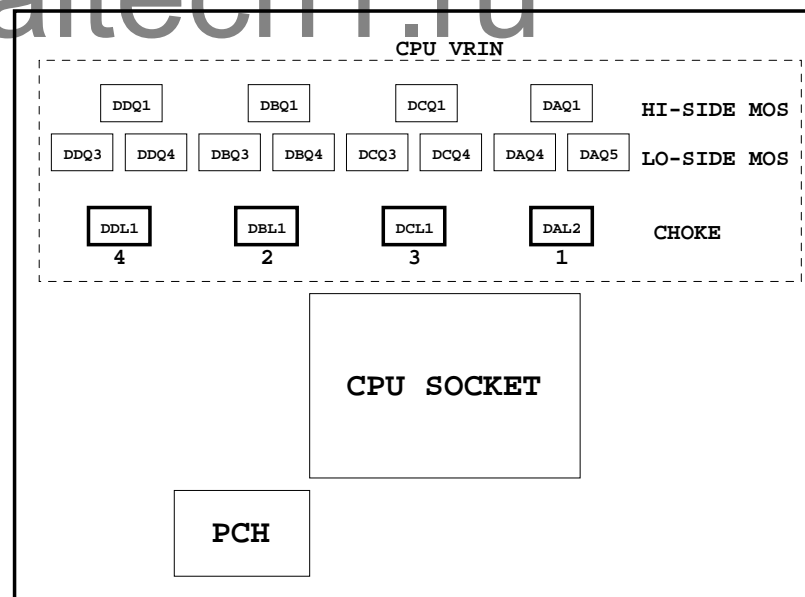 altech1.ru
CPU VRIN
DDQ1 DBQ1 DCQ1 DAQ1 HI-SIDE MOS
DDQ3 DDQ4 DBQ3 DBQ4 DCQ3 DCQ4 DAQ4 DAQ5 LO-SIDE MOS
DDL1 DBL1 DCL1 DAL2 CHOKE
4 2 3 1
CPU SOCKET
PCH